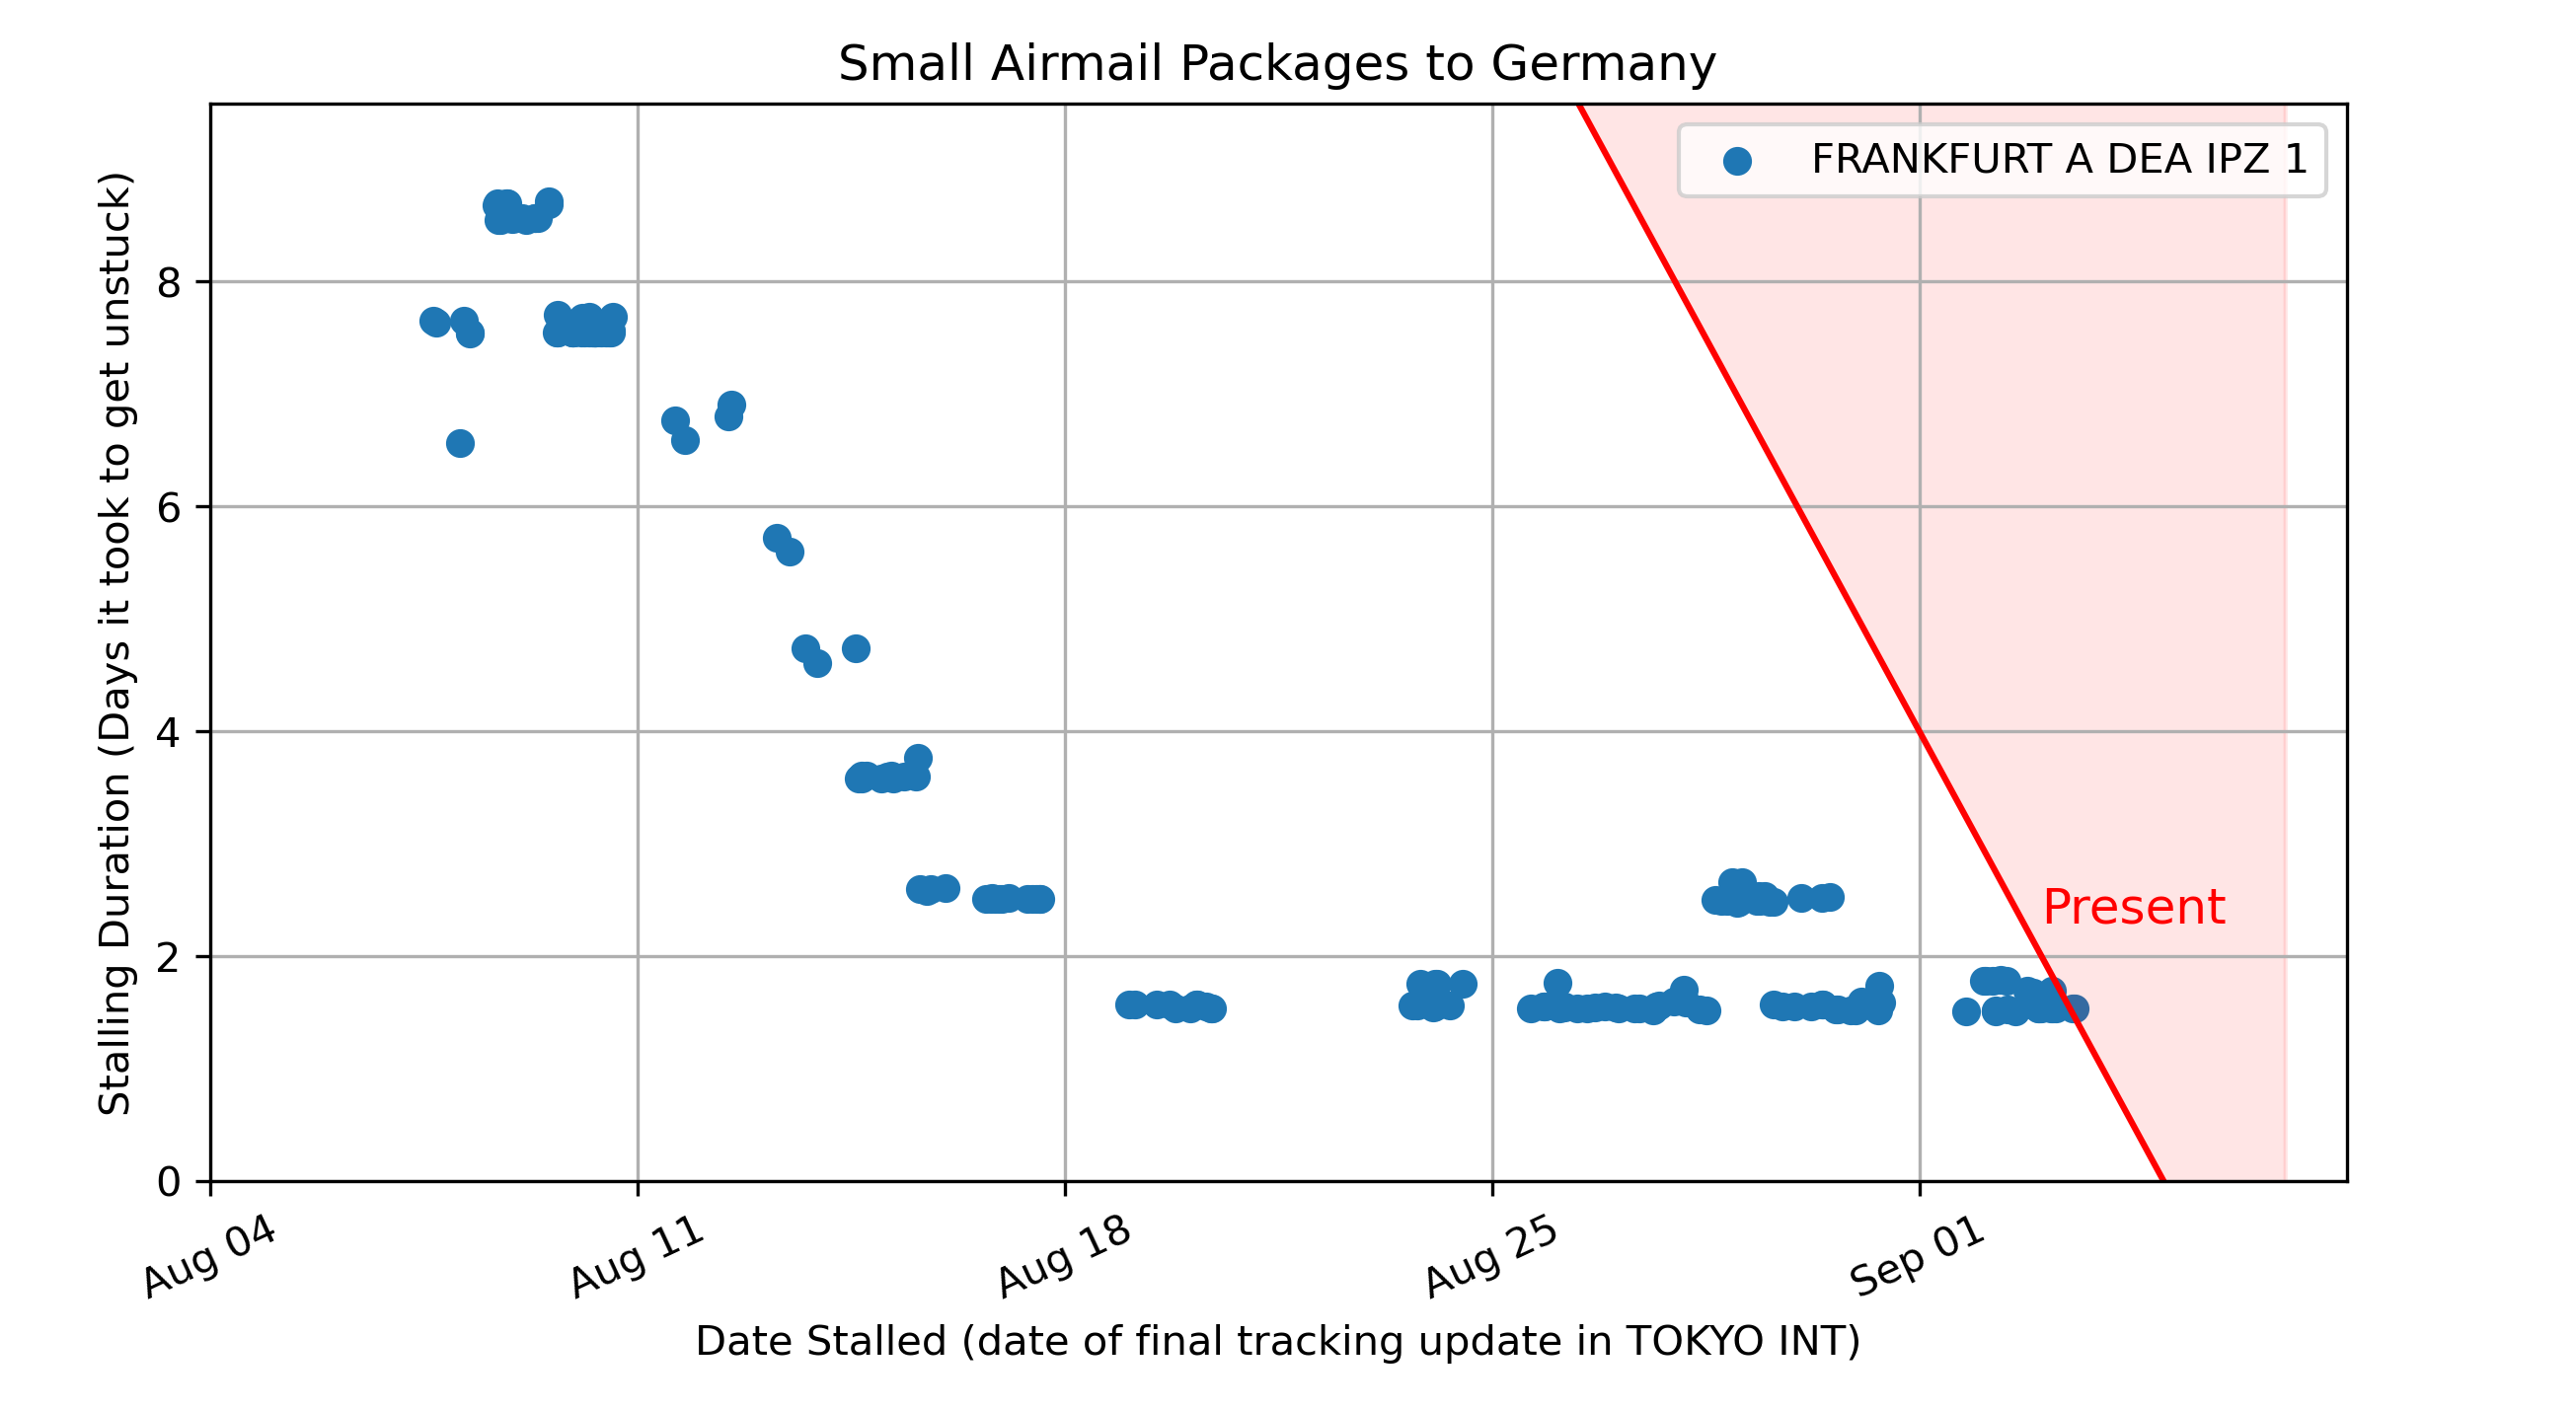 Small Airmail Packages to Germany
FRANKFURT A DEA IPZ 1
Stalling Duration (Days it took to get unstuck)
8
6
4
2
0
Present
Aug 04
Aug 11
Aug 18
Aug 25
Sep 01
Date Stalled (date of final tracking update in TOKYO INT)